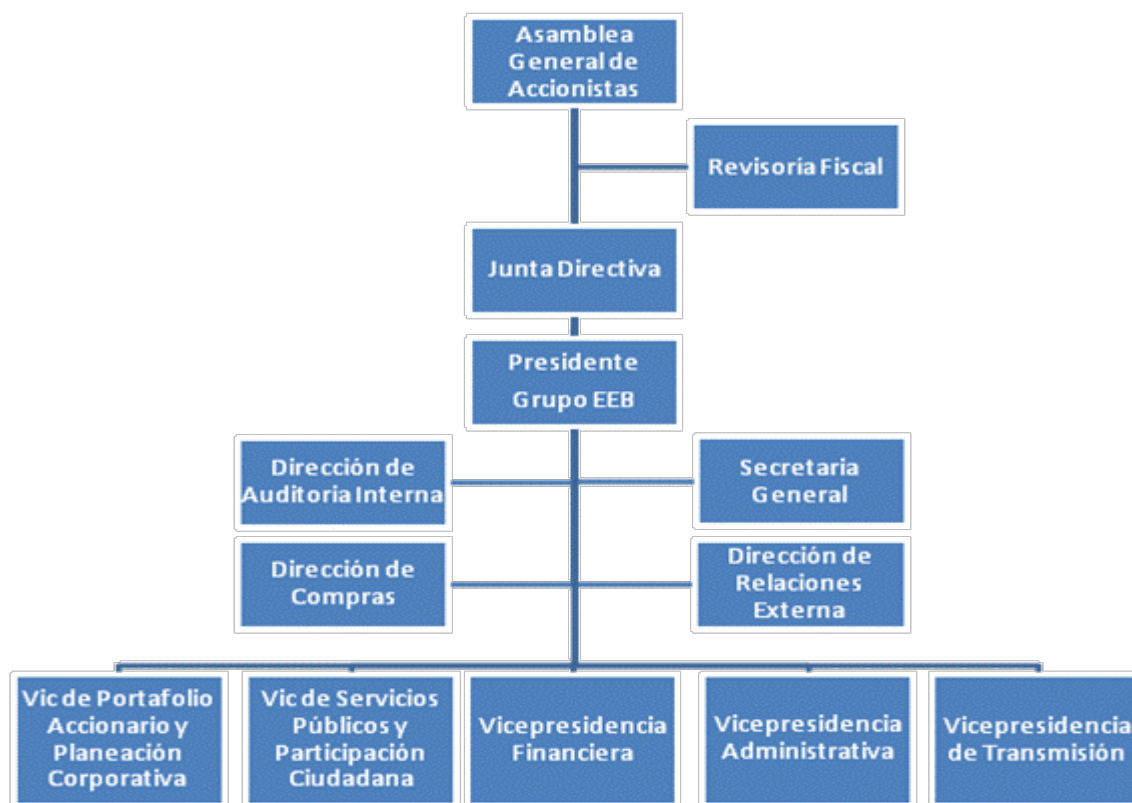 Asamblea
General de
Accionistas
Revisoría Fiscal
Junta Directiva
Presidente
Grupo EEB
Dirección de
Auditoria Interna
Secretaria
General
Dirección de
Compras
Dirección de
Relaciones
Externa
Vic de Portafolio
Accionario y
Planeación
Corporativa
Vic de Servicios
Públicos y
Participación
Ciudadana
Vicepresidencia
Financiera
Vicepresidencia
Administrativa
Vicepresidencia
de Transmisión